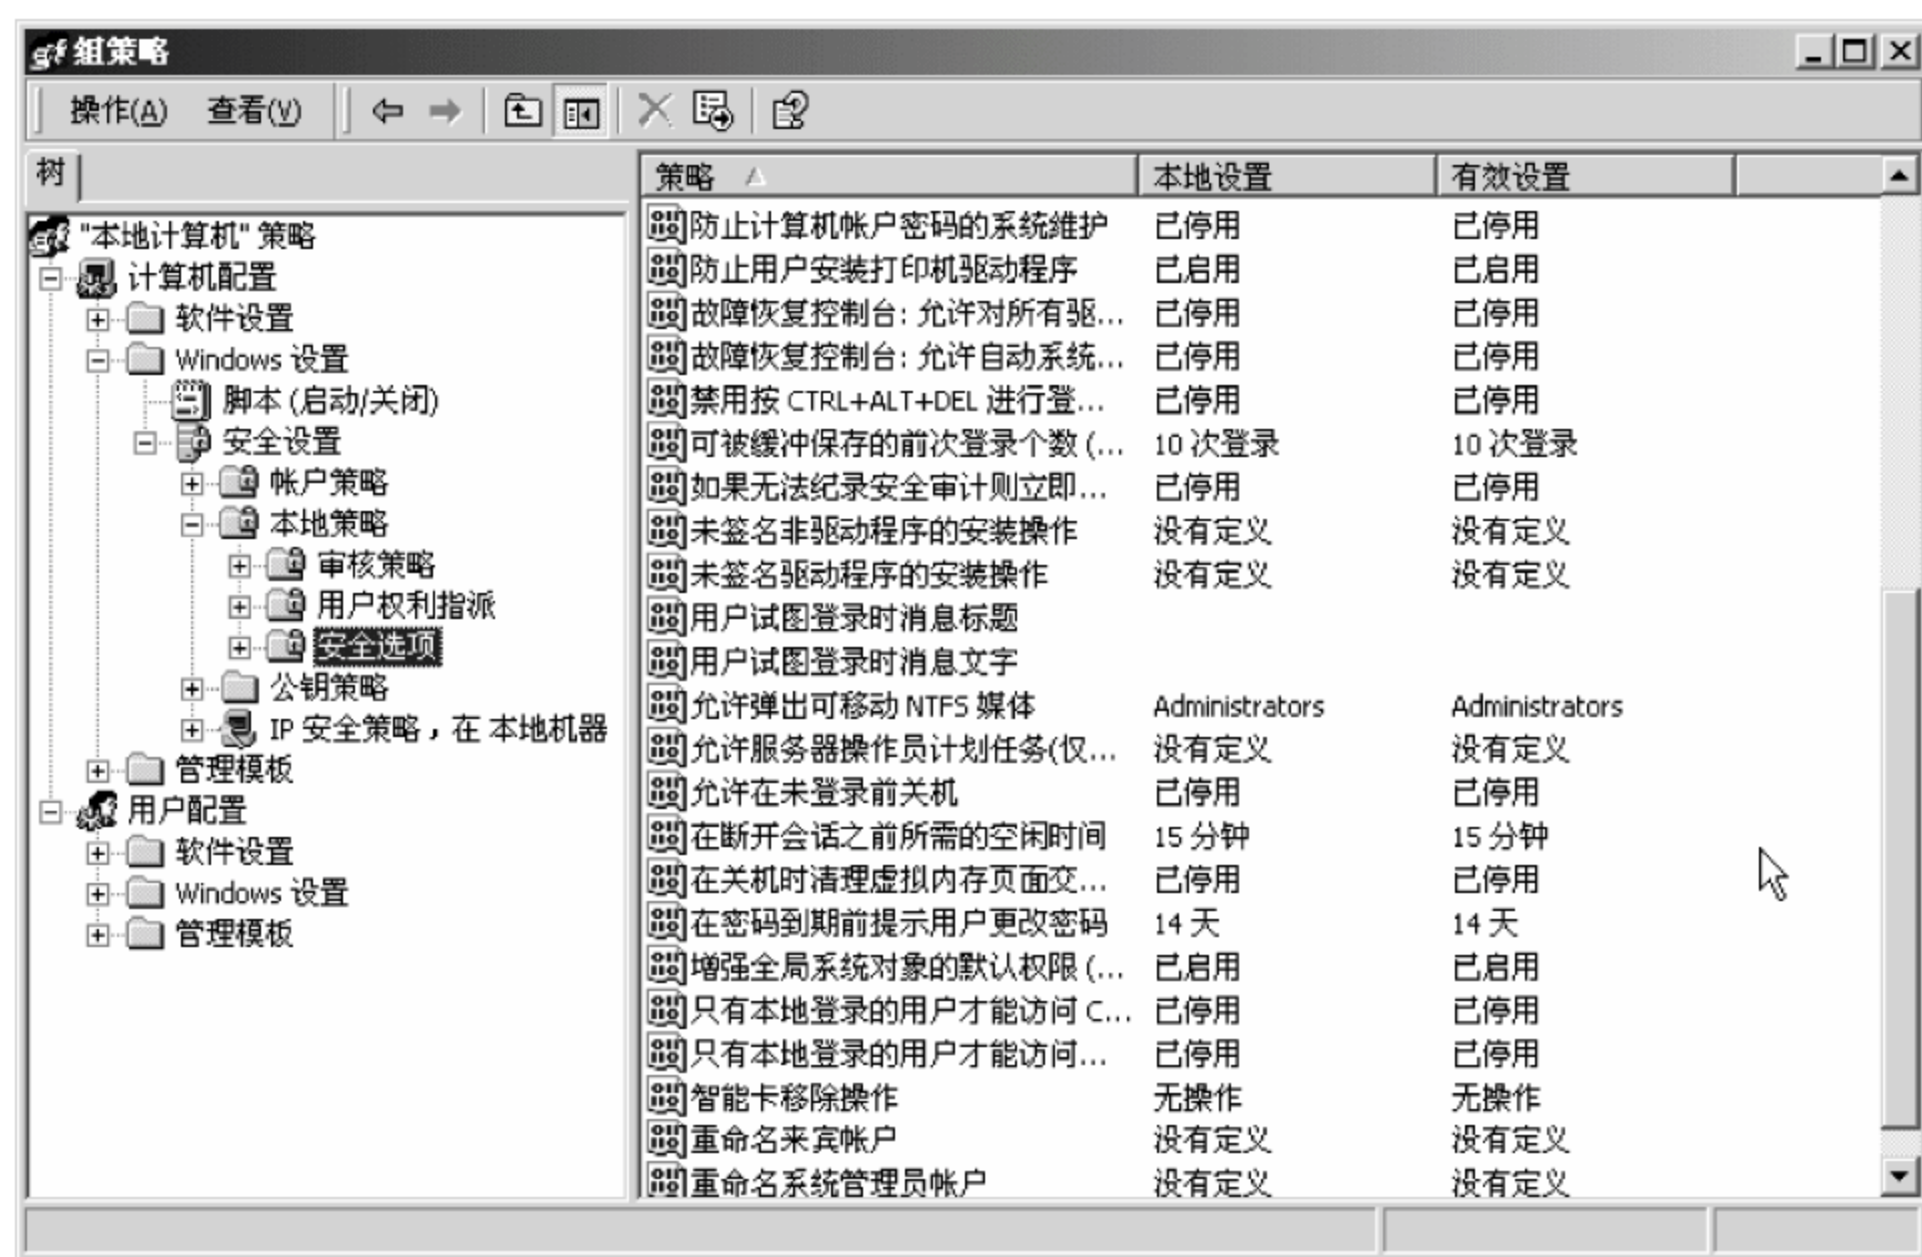 组策略
操作(A) 查看(V)
树
"本地计算机" 策略
计算机配置
软件设置
Windows 设置
脚本 (启动/关闭)
安全设置
帐户策略
本地策略
审核策略
用户权利指派
安全选项
公钥策略
IP 安全策略，在 本地机器
管理模板
用户配置
软件设置
Windows 设置
管理模板
策略 本地设置 有效设置
防止计算机帐户密码的系统维护 已停用 已停用
防止用户安装打印机驱动程序 已启用 已启用
故障恢复控制台: 允许对所有驱... 已停用 已停用
故障恢复控制台: 允许自动系统... 已停用 已停用
禁用按 CTRL+ALT+DEL 进行登... 已停用 已停用
可被缓冲保存的前次登录个数 (... 10 次登录 10 次登录
如果无法纪录安全审计则立即... 已停用 已停用
未签名非驱动程序的安装操作 没有定义 没有定义
未签名驱动程序的安装操作 没有定义 没有定义
用户试图登录时消息标题
用户试图登录时消息文字
允许弹出可移动 NTFS 媒体 Administrators Administrators
允许服务器操作员计划任务(仅... 没有定义 没有定义
允许在未登录前关机 已停用 已停用
在断开会话之前所需的空闲时间 15 分钟 15 分钟
在关机时清理虚拟内存页面交... 已停用 已停用
在密码到期前提示用户更改密码 14 天 14 天
增强全局系统对象的默认权限 (... 已启用 已启用
只有本地登录的用户才能访问 C... 已停用 已停用
只有本地登录的用户才能访问... 已停用 已停用
智能卡移除操作 无操作 无操作
重命名来宾帐户 没有定义 没有定义
重命名系统管理员帐户 没有定义 没有定义